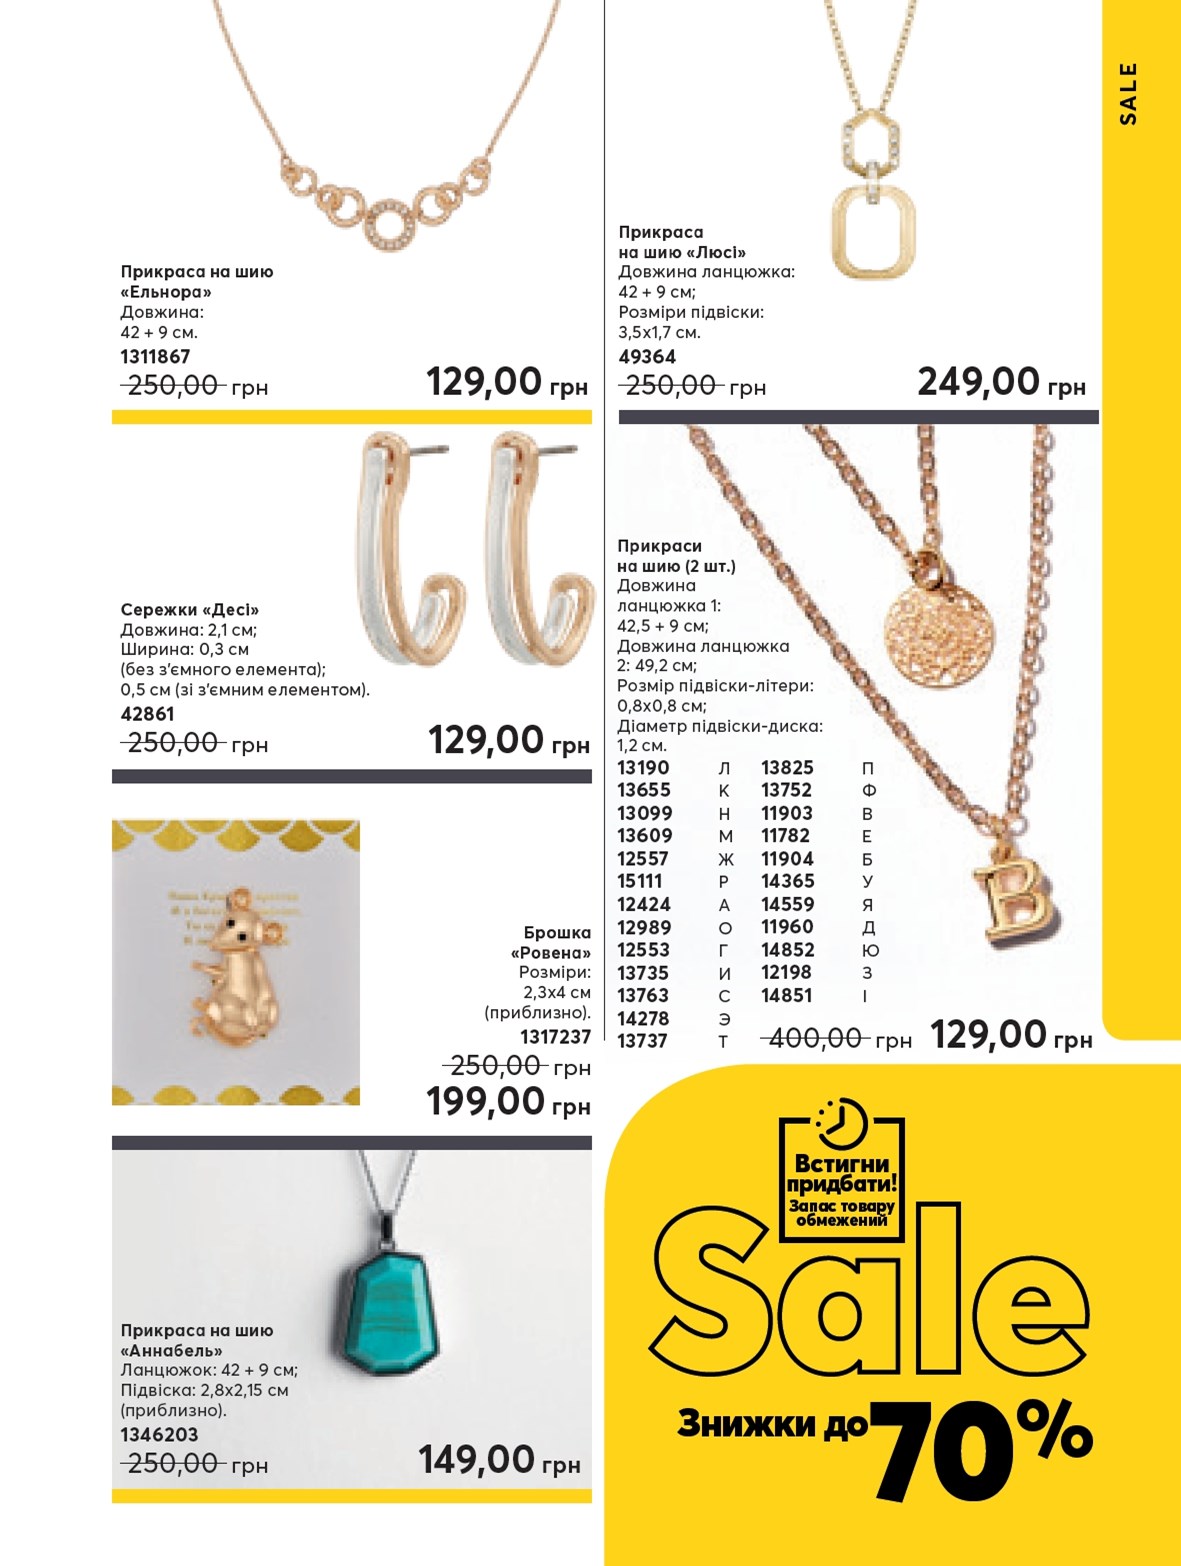 SALE
Прикраса на шию
«Ельнора»
Довжина:
42 + 9 см.
1311867
250,00 грн
129,00 грн
Прикраса
на шию «Люсі»
Довжина ланцюжка:
42 + 9 см;
Розміри підвіски:
3,5х1,7 см.
49364
250,00 грн
249,00 грн
Сережки «Десі»
Довжина: 2,1 см;
Ширина: 0,3 см
(без з’ємного елемента);
0,5 см (зі з’ємним елементом).
42861
250,00 грн
129,00 грн
Прикраси
на шию (2 шт.)
Довжина
ланцюжка 1:
42,5 + 9 см;
Довжина ланцюжка
2: 49,2 см;
Розмір підвіски-літери:
0,8х0,8 см;
Діаметр підвіски-диска:
1,2 см.
13190 Л 13825 П
13655 К 13752 Ф
13099 Н 11903 В
13609 М 11782 Е
12557 Ж 11904 Б
15111 Р 14365 У
12424 А 14559 Я
12989 О 11960 Д
12553 Г 14852 Ю
13735 И 12198 З
13763 С 14851 І
14278 Э
13737 Т
400,00 грн 129,00 грн
В
Брошка
«Ровена»
Розміри:
2,3х4 см
(приблизно).
1317237
250,00 грн
199,00 грн
Прикраса на шию
«Аннабель»
Ланцюжок: 42 + 9 см;
Підвіска: 2,8х2,15 см
(приблизно).
1346203
250,00 грн
149,00 грн
Встигни
придбати!
Запас товару
обмежений
Sale
Знижки до 70%